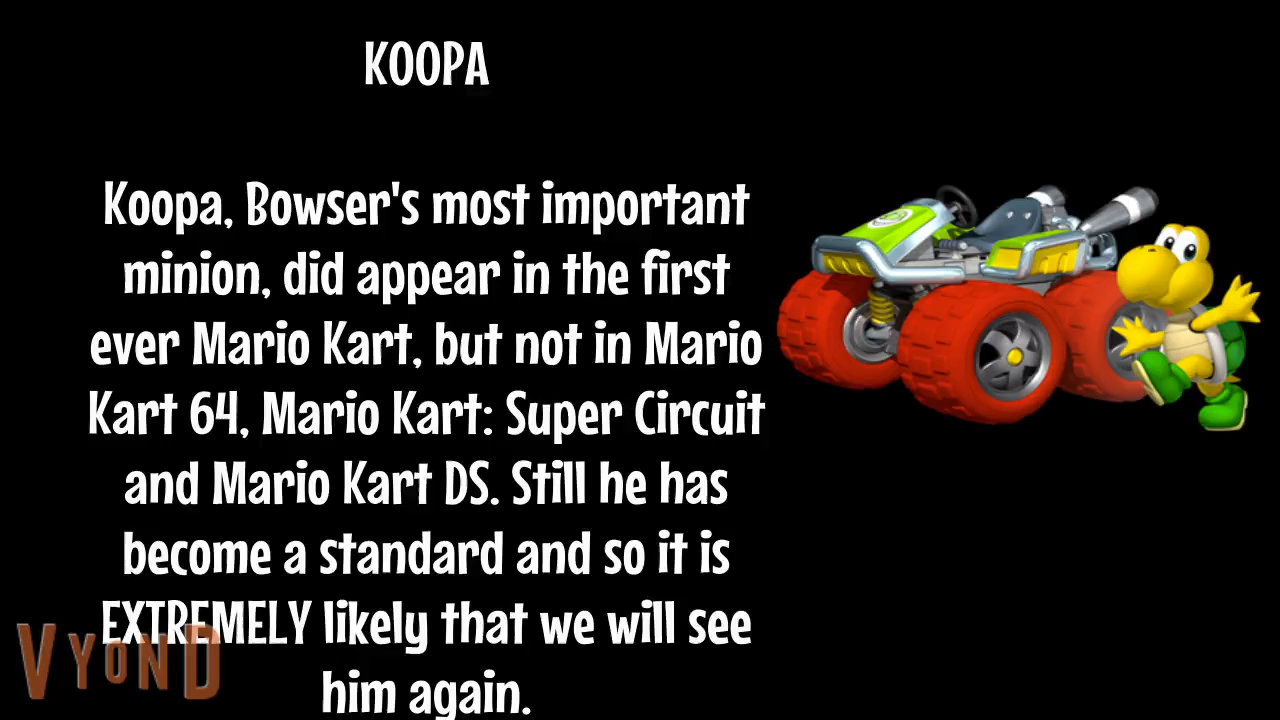 KOOPA
Koopa, Bowser's most important
minion, did appear in the first
ever Mario Kart, but not in Mario
Kart 64, Mario Kart: Super Circuit
and Mario Kart DS. Still he has
become a standard and so it is
EXTREMELY likely that we will see
him again.
VYOND